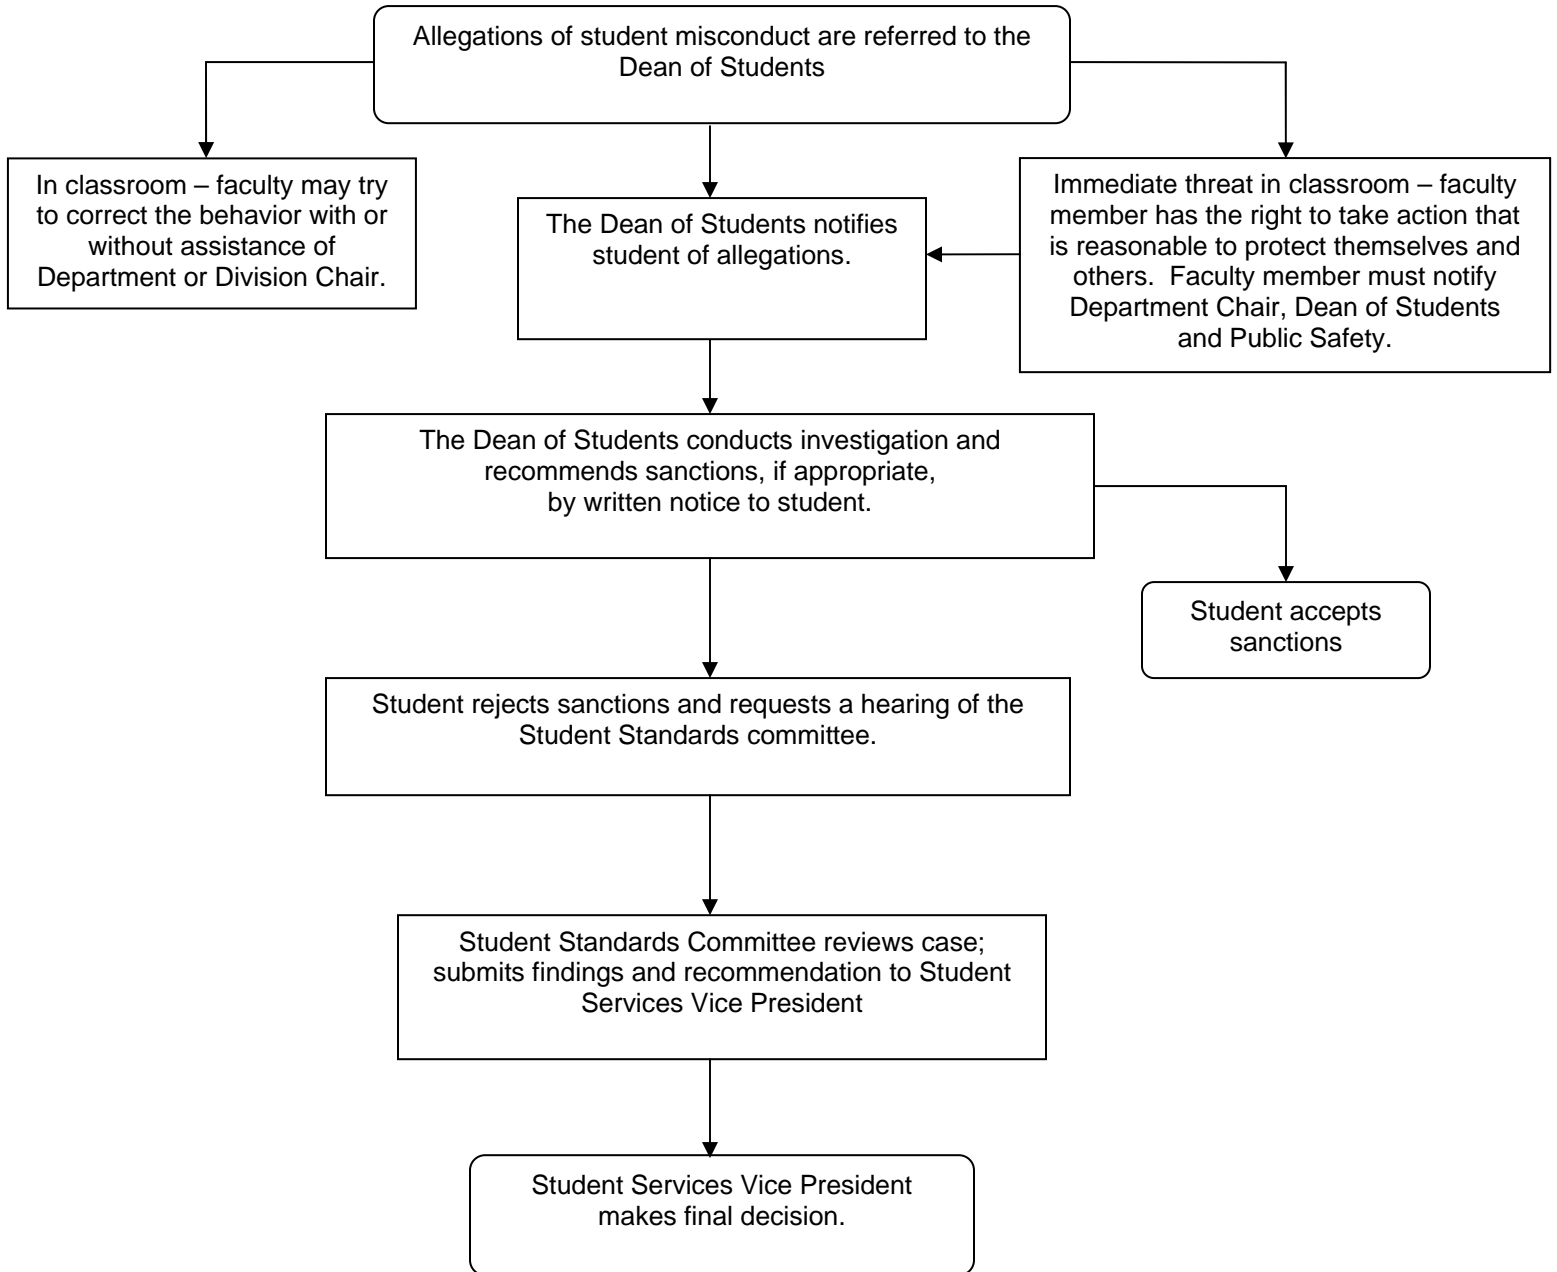 Allegations of student misconduct are referred to the
Dean of Students
In classroom – faculty may try
to correct the behavior with or
without assistance of
Department or Division Chair.
The Dean of Students notifies
student of allegations.
Immediate threat in classroom – faculty
member has the right to take action that
is reasonable to protect themselves and
others.  Faculty member must notify
Department Chair, Dean of Students
and Public Safety.
The Dean of Students conducts investigation and
recommends sanctions, if appropriate,
by written notice to student.
Student accepts
sanctions
Student rejects sanctions and requests a hearing of the
Student Standards committee.
Student Standards Committee reviews case;
submits findings and recommendation to Student
Services Vice President
Student Services Vice President
makes final decision.